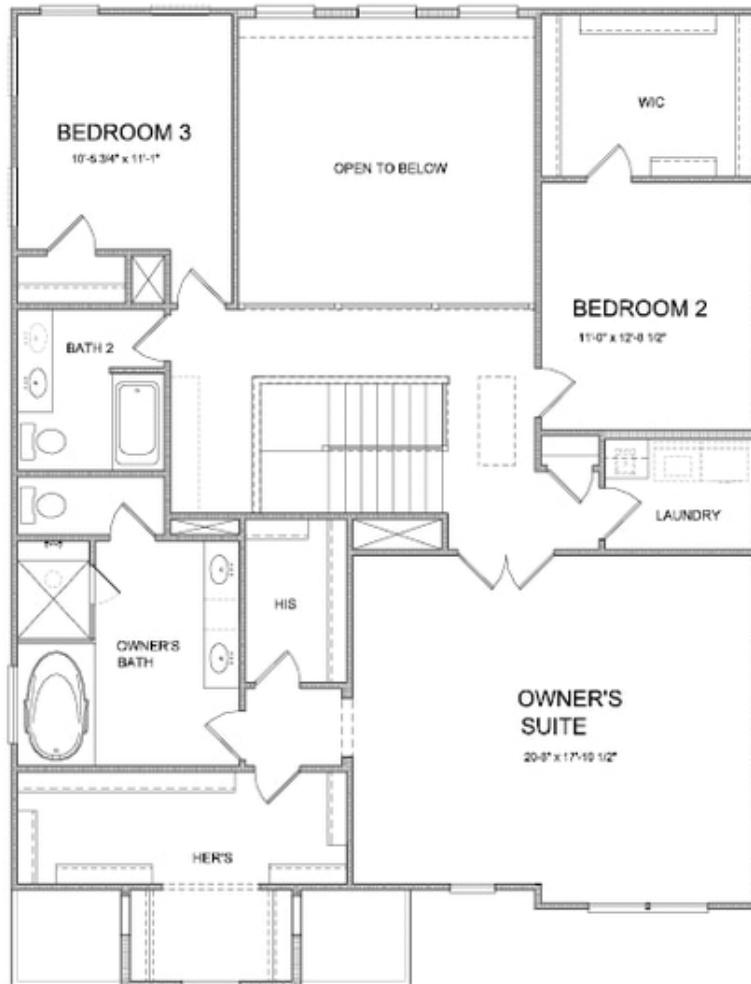 BEDROOM 3
10'-5 3/4" x 11'-1"
OPEN TO BELOW
WIC
BEDROOM 2
11'-0" x 12'-8 1/2"
BATH 2
LAUNDRY
HIS
OWNER'S
BATH
OWNER'S
SUITE
20-8" x 17'-10 1/2"
HER'S